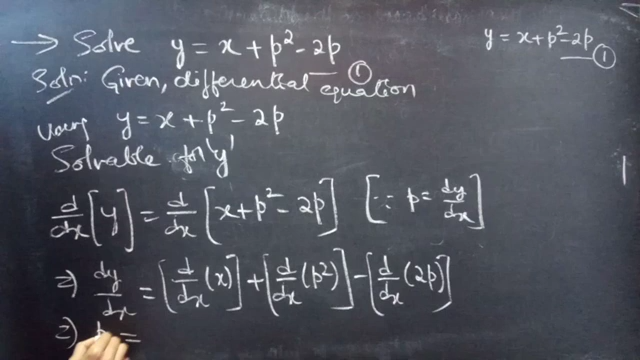 → Solve y = x + p² - 2p — ①
y = x + p² - 2p — ①
Soln: Given, differential equation
using y = x + p² - 2p
Solvable for 'y'
d/dx [y] = d/dx [x + p² - 2p] [∵ p = dy/dx]
⇒ dy/dx = [d/dx (x)] + [d/dx (p²)] - [d/dx (2p)]
⇒ p =